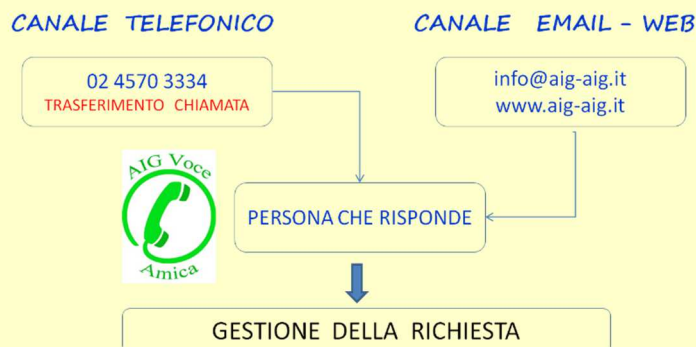 CANALE TELEFONICO
CANALE EMAIL - WEB
02 4570 3334
TRASFERIMENTO CHIAMATA
info@aig-aig.it
www.aig-aig.it
AIG Voce
Amica
PERSONA CHE RISPONDE
GESTIONE DELLA RICHIESTA